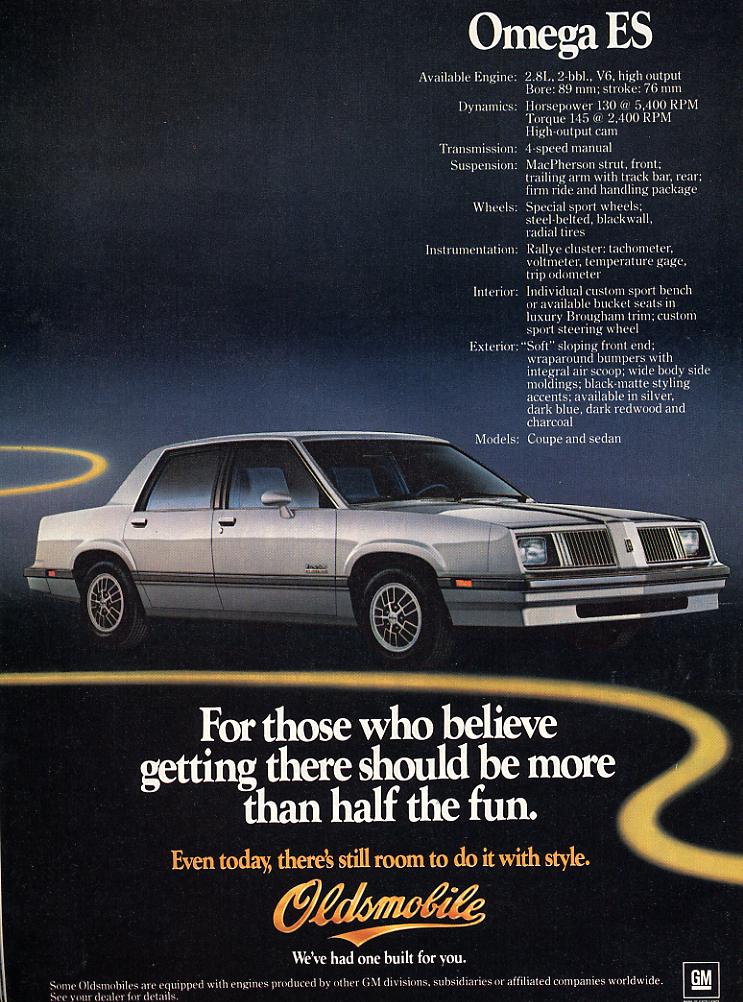 Omega ES
Available Engine: 2.8L, 2-bbl., V6, high output
Bore: 89 mm; stroke: 76 mm
Dynamics: Horsepower 130 @ 5,400 RPM
Torque 145 @ 2,400 RPM
High-output cam
Transmission: 4-speed manual
Suspension: MacPherson strut, front;
trailing arm with track bar, rear;
firm ride and handling package
Wheels: Special sport wheels;
steel-belted, blackwall,
radial tires
Instrumentation: Rallye cluster: tachometer,
voltmeter, temperature gage,
trip odometer
Interior: Individual custom sport bench
or available bucket seats in
luxury Brougham trim; custom
sport steering wheel
Exterior: "Soft" sloping front end;
wraparound bumpers with
integral air scoop; wide body side
moldings; black-matte styling
accents; available in silver,
dark blue, dark redwood and
charcoal
Models: Coupe and sedan
For those who believe
getting there should be more
than half the fun.
Even today, there's still room to do it with style.
Oldsmobile
We've had one built for you.
GM
Some Oldsmobiles are equipped with engines produced by other GM divisions, subsidiaries or affiliated companies worldwide.
See your dealer for details.